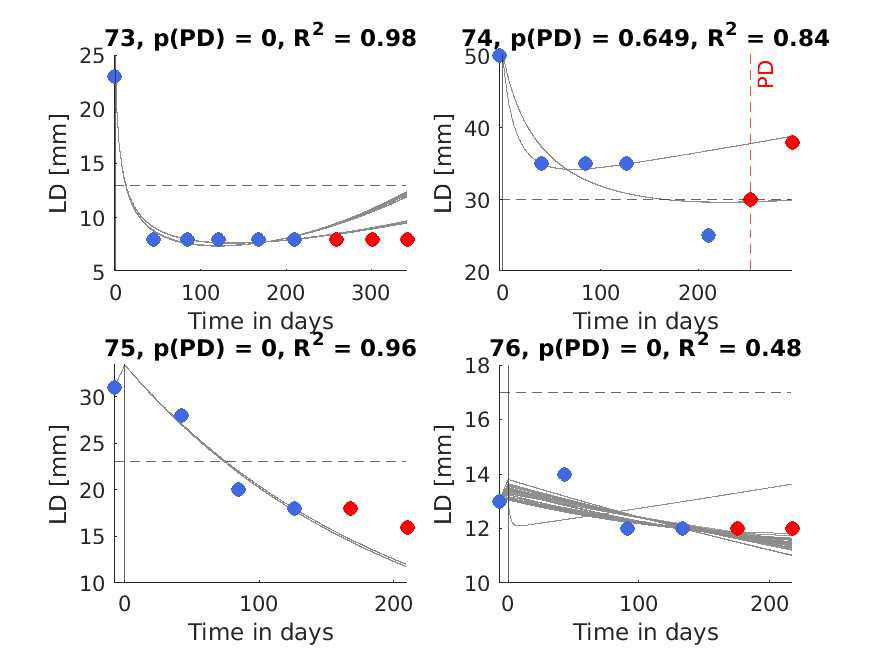 73, p(PD) = 0, R² = 0.98
25
20
15
10
5
LD [mm]
0 100 200 300
Time in days
74, p(PD) = 0.649, R² = 0.84
50
40
30
20
LD [mm]
PD
0 100 200
Time in days
75, p(PD) = 0, R² = 0.96
30
25
20
15
10
LD [mm]
0 100 200
Time in days
76, p(PD) = 0, R² = 0.48
18
16
14
12
10
LD [mm]
0 100 200
Time in days